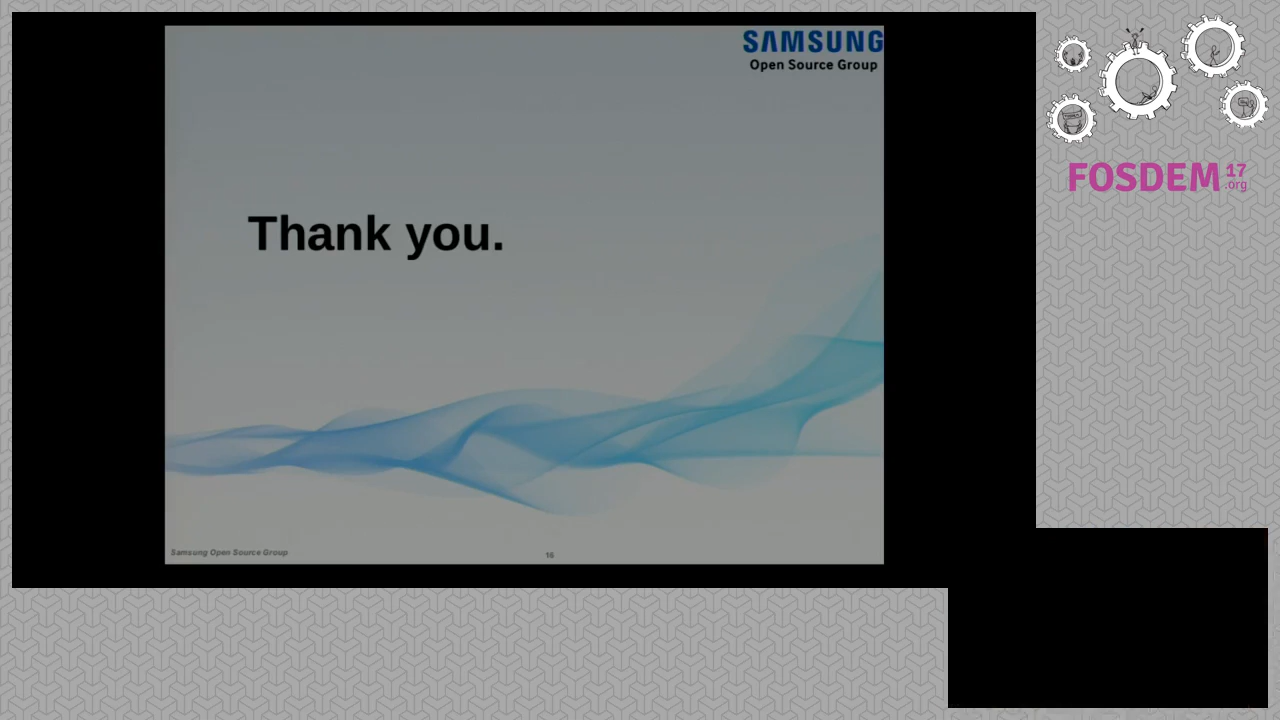 SAMSUNG
Open Source Group
Thank you.
Samsung Open Source Group
16
FOSDEM 17
.org